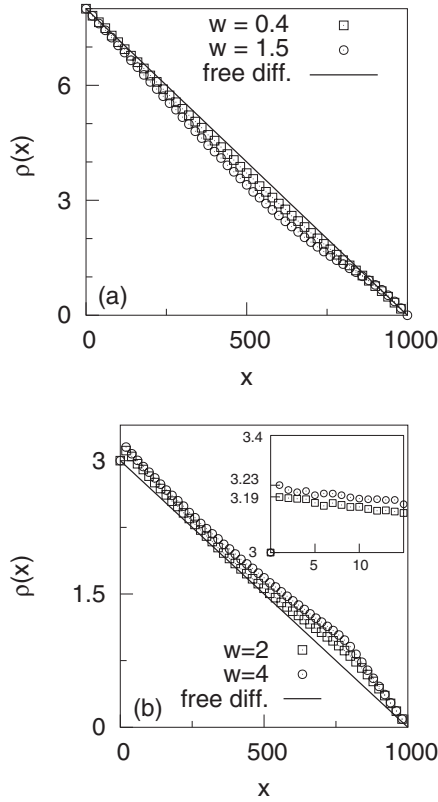 w = 0.4
w = 1.5
free diff.
6
3
0
ρ(x)
(a)
0
500
1000
x
3
1.5
0
ρ(x)
3.4
3.23
3.19
3
5
10
w=2
w=4
free diff.
(b)
0
500
1000
x